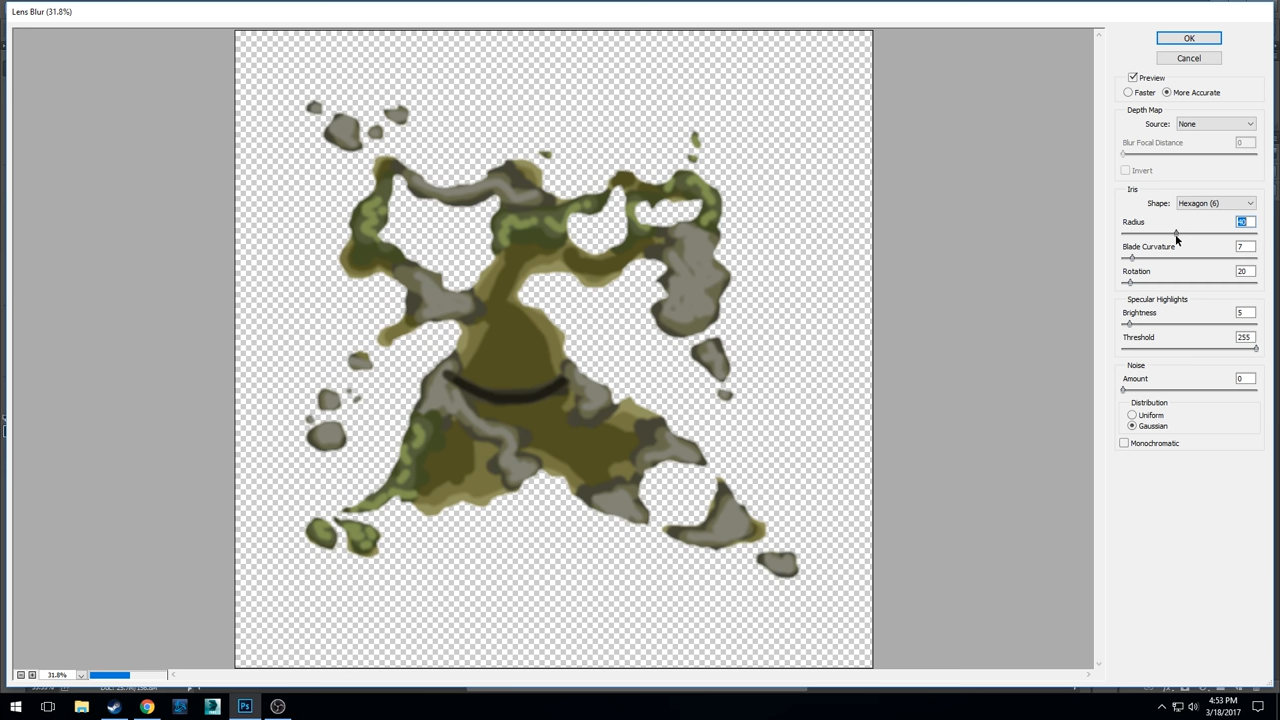 Lens Blur (31.8%)
OK
Cancel
Preview
Faster
More Accurate
Depth Map
Source: None
Blur Focal Distance 0
Invert
Iris
Shape: Hexagon (6)
Radius 40
Blade Curvature 7
Rotation 20
Specular Highlights
Brightness 5
Threshold 255
Noise
Amount 0
Distribution
Uniform
Gaussian
Monochromatic
31.8%
Ps
4:53 PM
3/18/2017